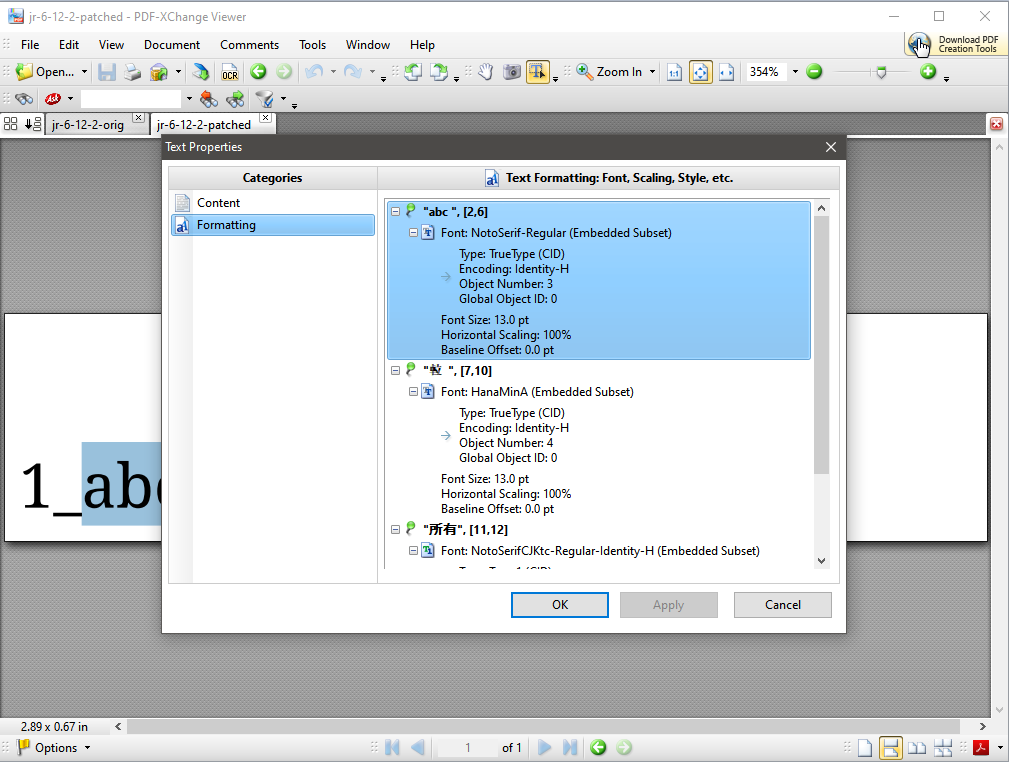 jr-6-12-2-patched - PDF-XChange Viewer
File Edit View Document Comments Tools Window Help
Download PDF
Creation Tools
Open... OCR Zoom In 1:1 354%
Ask
jr-6-12-2-orig jr-6-12-2-patched
Text Properties
Categories
Text Formatting: Font, Scaling, Style, etc.
Content
Formatting
"abc ", [2,6]
Font: NotoSerif-Regular (Embedded Subset)
Type: TrueType (CID)
Encoding: Identity-H
Object Number: 3
Global Object ID: 0
Font Size: 13.0 pt
Horizontal Scaling: 100%
Baseline Offset: 0.0 pt
", [7,10]
Font: HanaMinA (Embedded Subset)
Type: TrueType (CID)
Encoding: Identity-H
Object Number: 4
Global Object ID: 0
Font Size: 13.0 pt
Horizontal Scaling: 100%
Baseline Offset: 0.0 pt
"所有", [11,12]
Font: NotoSerifCJKtc-Regular-Identity-H (Embedded Subset)
1_abc
OK Apply Cancel
2.89 x 0.67 in
Options 1 of 1